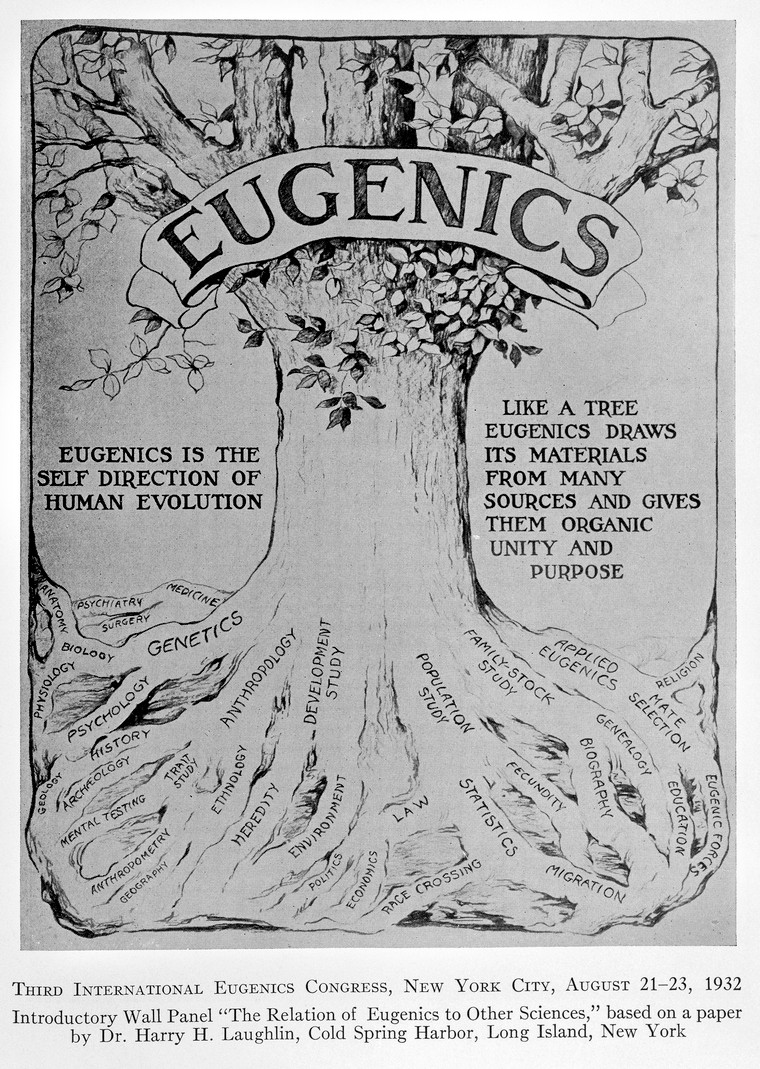 EUGENICS
EUGENICS IS THE
SELF DIRECTION OF
HUMAN EVOLUTION
LIKE A TREE
EUGENICS DRAWS
ITS MATERIALS
FROM MANY
SOURCES AND GIVES
THEM ORGANIC
UNITY AND
PURPOSE
ANATOMY
PSYCHIATRY
MEDICINE
SURGERY
BIOLOGY
GENETICS
PHYSIOLOGY
PSYCHOLOGY
ANTHROPOLOGY
DEVELOPMENT
STUDY
HISTORY
GEOLOGY
ARCHÆOLOGY
TRAIT
STUDY
ETHNOLOGY
MENTAL TESTING
HEREDITY
ANTHROPOMETRY
GEOGRAPHY
ENVIRONMENT
POLITICS
ECONOMICS
LAW
RACE CROSSING
POPULATION
STUDY
FAMILY-STOCK
STUDY
APPLIED
EUGENICS
RELIGION
MATE
SELECTION
GENEALOGY
BIOGRAPHY
FECUNDITY
STATISTICS
EDUCATION
EUGENIC FORCES
MIGRATION
Third International Eugenics Congress, New York City, August 21–23, 1932
Introductory Wall Panel “The Relation of Eugenics to Other Sciences,” based on a paper
by Dr. Harry H. Laughlin, Cold Spring Harbor, Long Island, New York